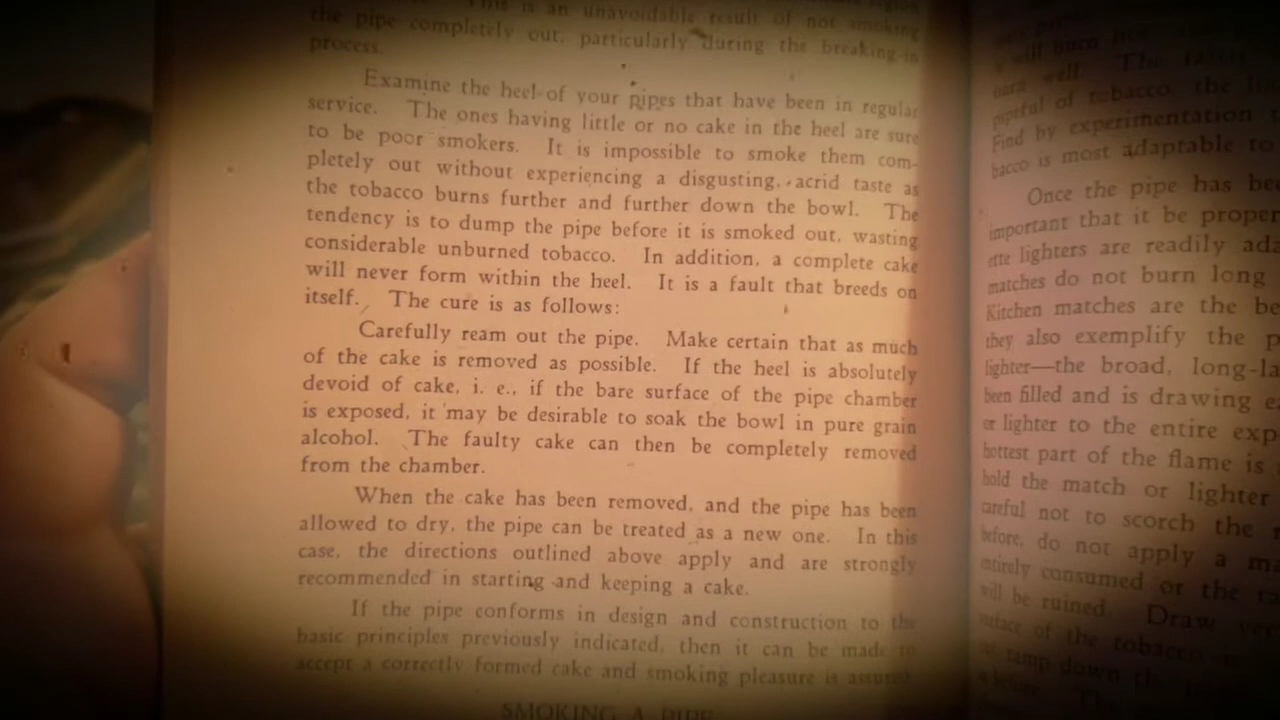 This is an unavoidable result of not smoking
the pipe completely out, particularly during the breaking-in
process.
Examine the heel of your pipes that have been in regular
service. The ones having little or no cake in the heel are sure
to be poor smokers. It is impossible to smoke them com-
pletely out without experiencing a disgusting, acrid taste as
the tobacco burns further and further down the bowl. The
tendency is to dump the pipe before it is smoked out, wasting
considerable unburned tobacco. In addition, a complete cake
will never form within the heel. It is a fault that breeds on
itself. The cure is as follows:
Carefully ream out the pipe. Make certain that as much
of the cake is removed as possible. If the heel is absolutely
devoid of cake, i. e., if the bare surface of the pipe chamber
is exposed, it may be desirable to soak the bowl in pure grain
alcohol. The faulty cake can then be completely removed
from the chamber.
When the cake has been removed, and the pipe has been
allowed to dry, the pipe can be treated as a new one. In this
case, the directions outlined above apply and are strongly
recommended in starting and keeping a cake.
If the pipe conforms in design and construction to the
basic principles previously indicated, then it can be made to
accept a correctly formed cake and smoking pleasure is assured.
SMOKING A PIPE
will burn
well. The
pipeful of tobacco, the
Find by experimentation
bacco is most adaptable to
Once the pipe has
important that it be
ette lighters are readily
matches do not burn long
Kitchen matches are the
they also exemplify the
lighter—the broad,
been filled and is drawing
or lighter to the entire
hottest part of the flame is
hold the match or lighter
careful not to scorch the
before, do not apply a
entirely consumed or the
will be ruined. Draw
surface of the tobacco
tamp down the